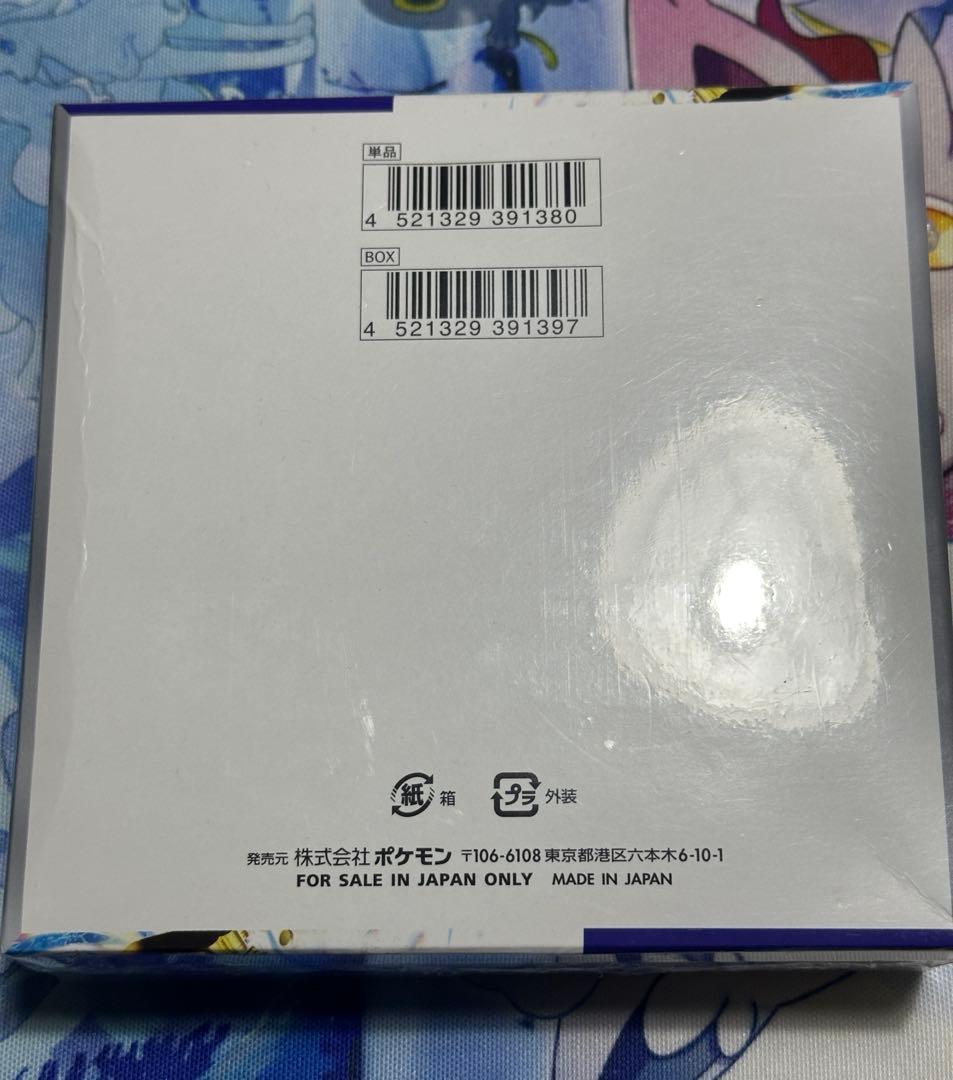 単品
4 521329 391380
BOX
4 521329 391397
紙 箱 プラ 外装
発売元 株式会社ポケモン 〒106-6108 東京都港区六本木6-10-1
FOR SALE IN JAPAN ONLY MADE IN JAPAN